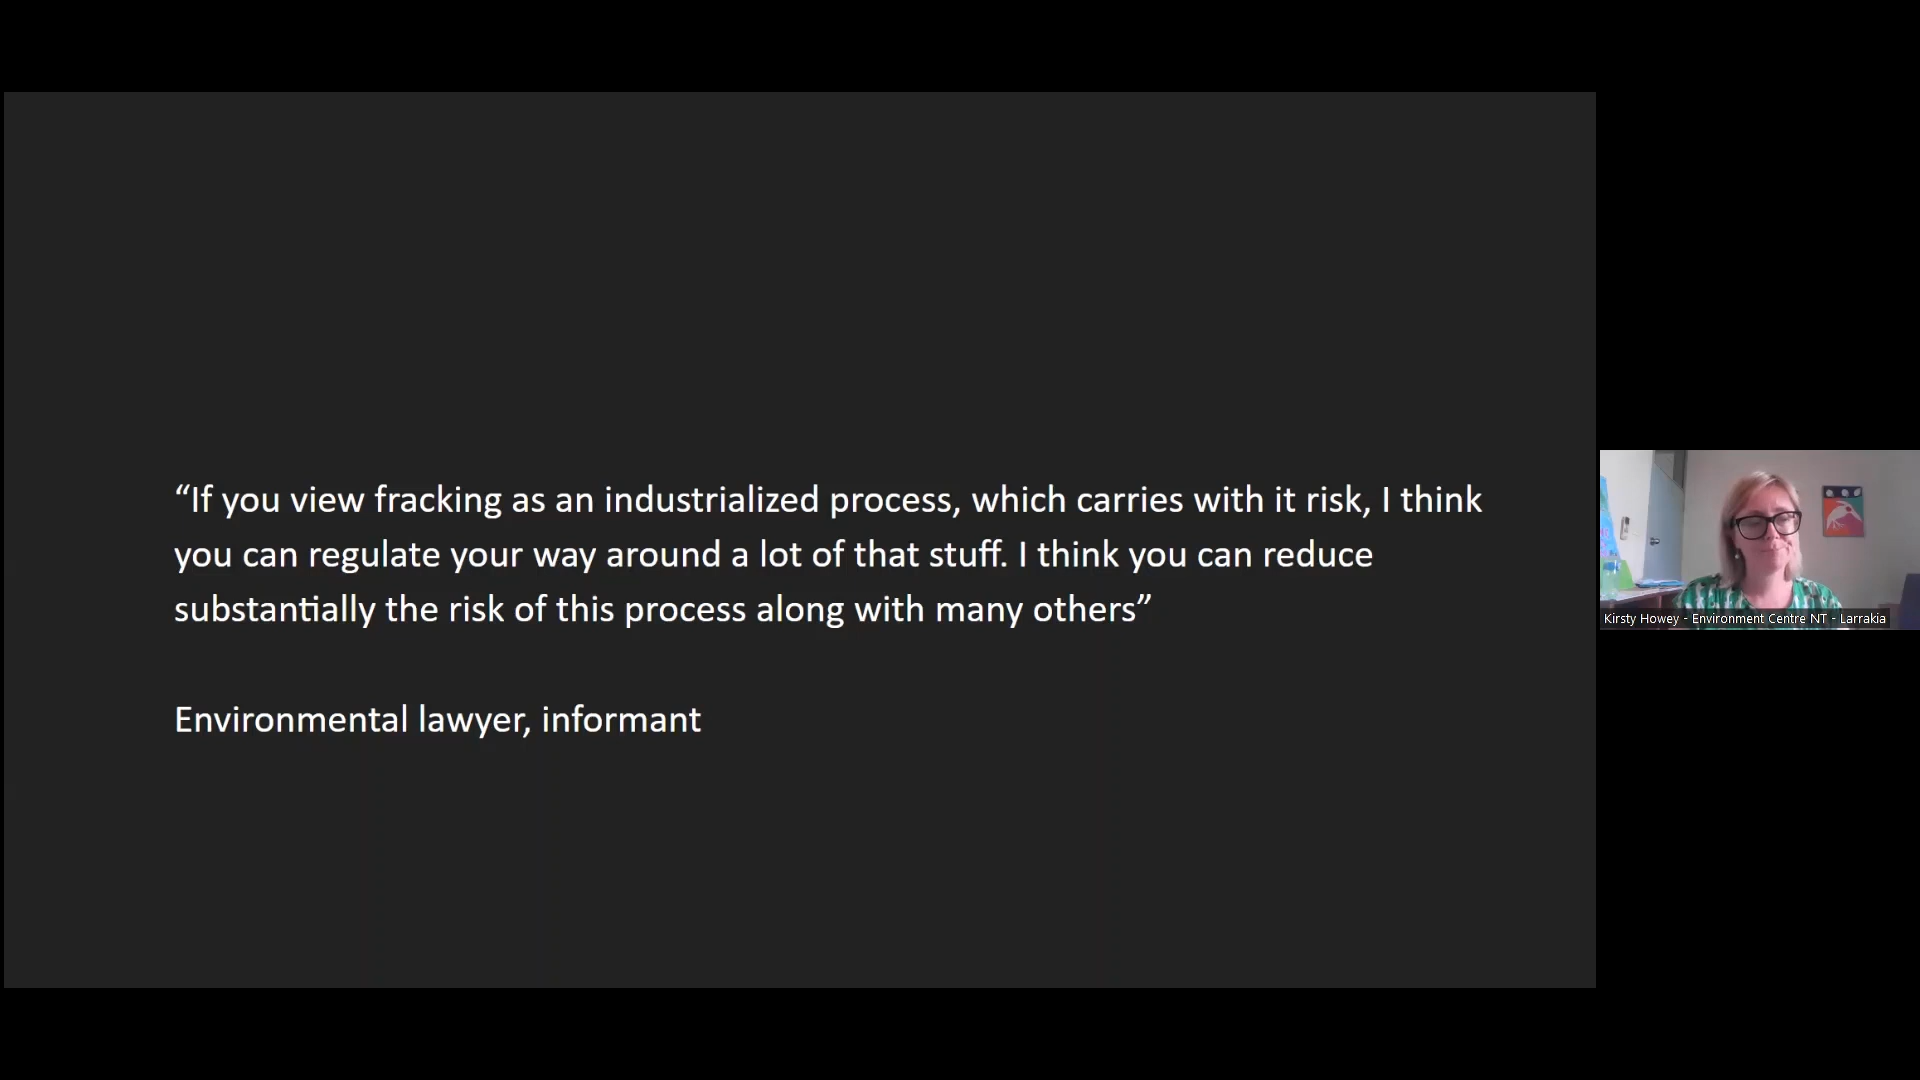 “If you view fracking as an industrialized process, which carries with it risk, I think
you can regulate your way around a lot of that stuff. I think you can reduce
substantially the risk of this process along with many others”
Environmental lawyer, informant
Kirsty Howey - Environment Centre NT - Larrakia